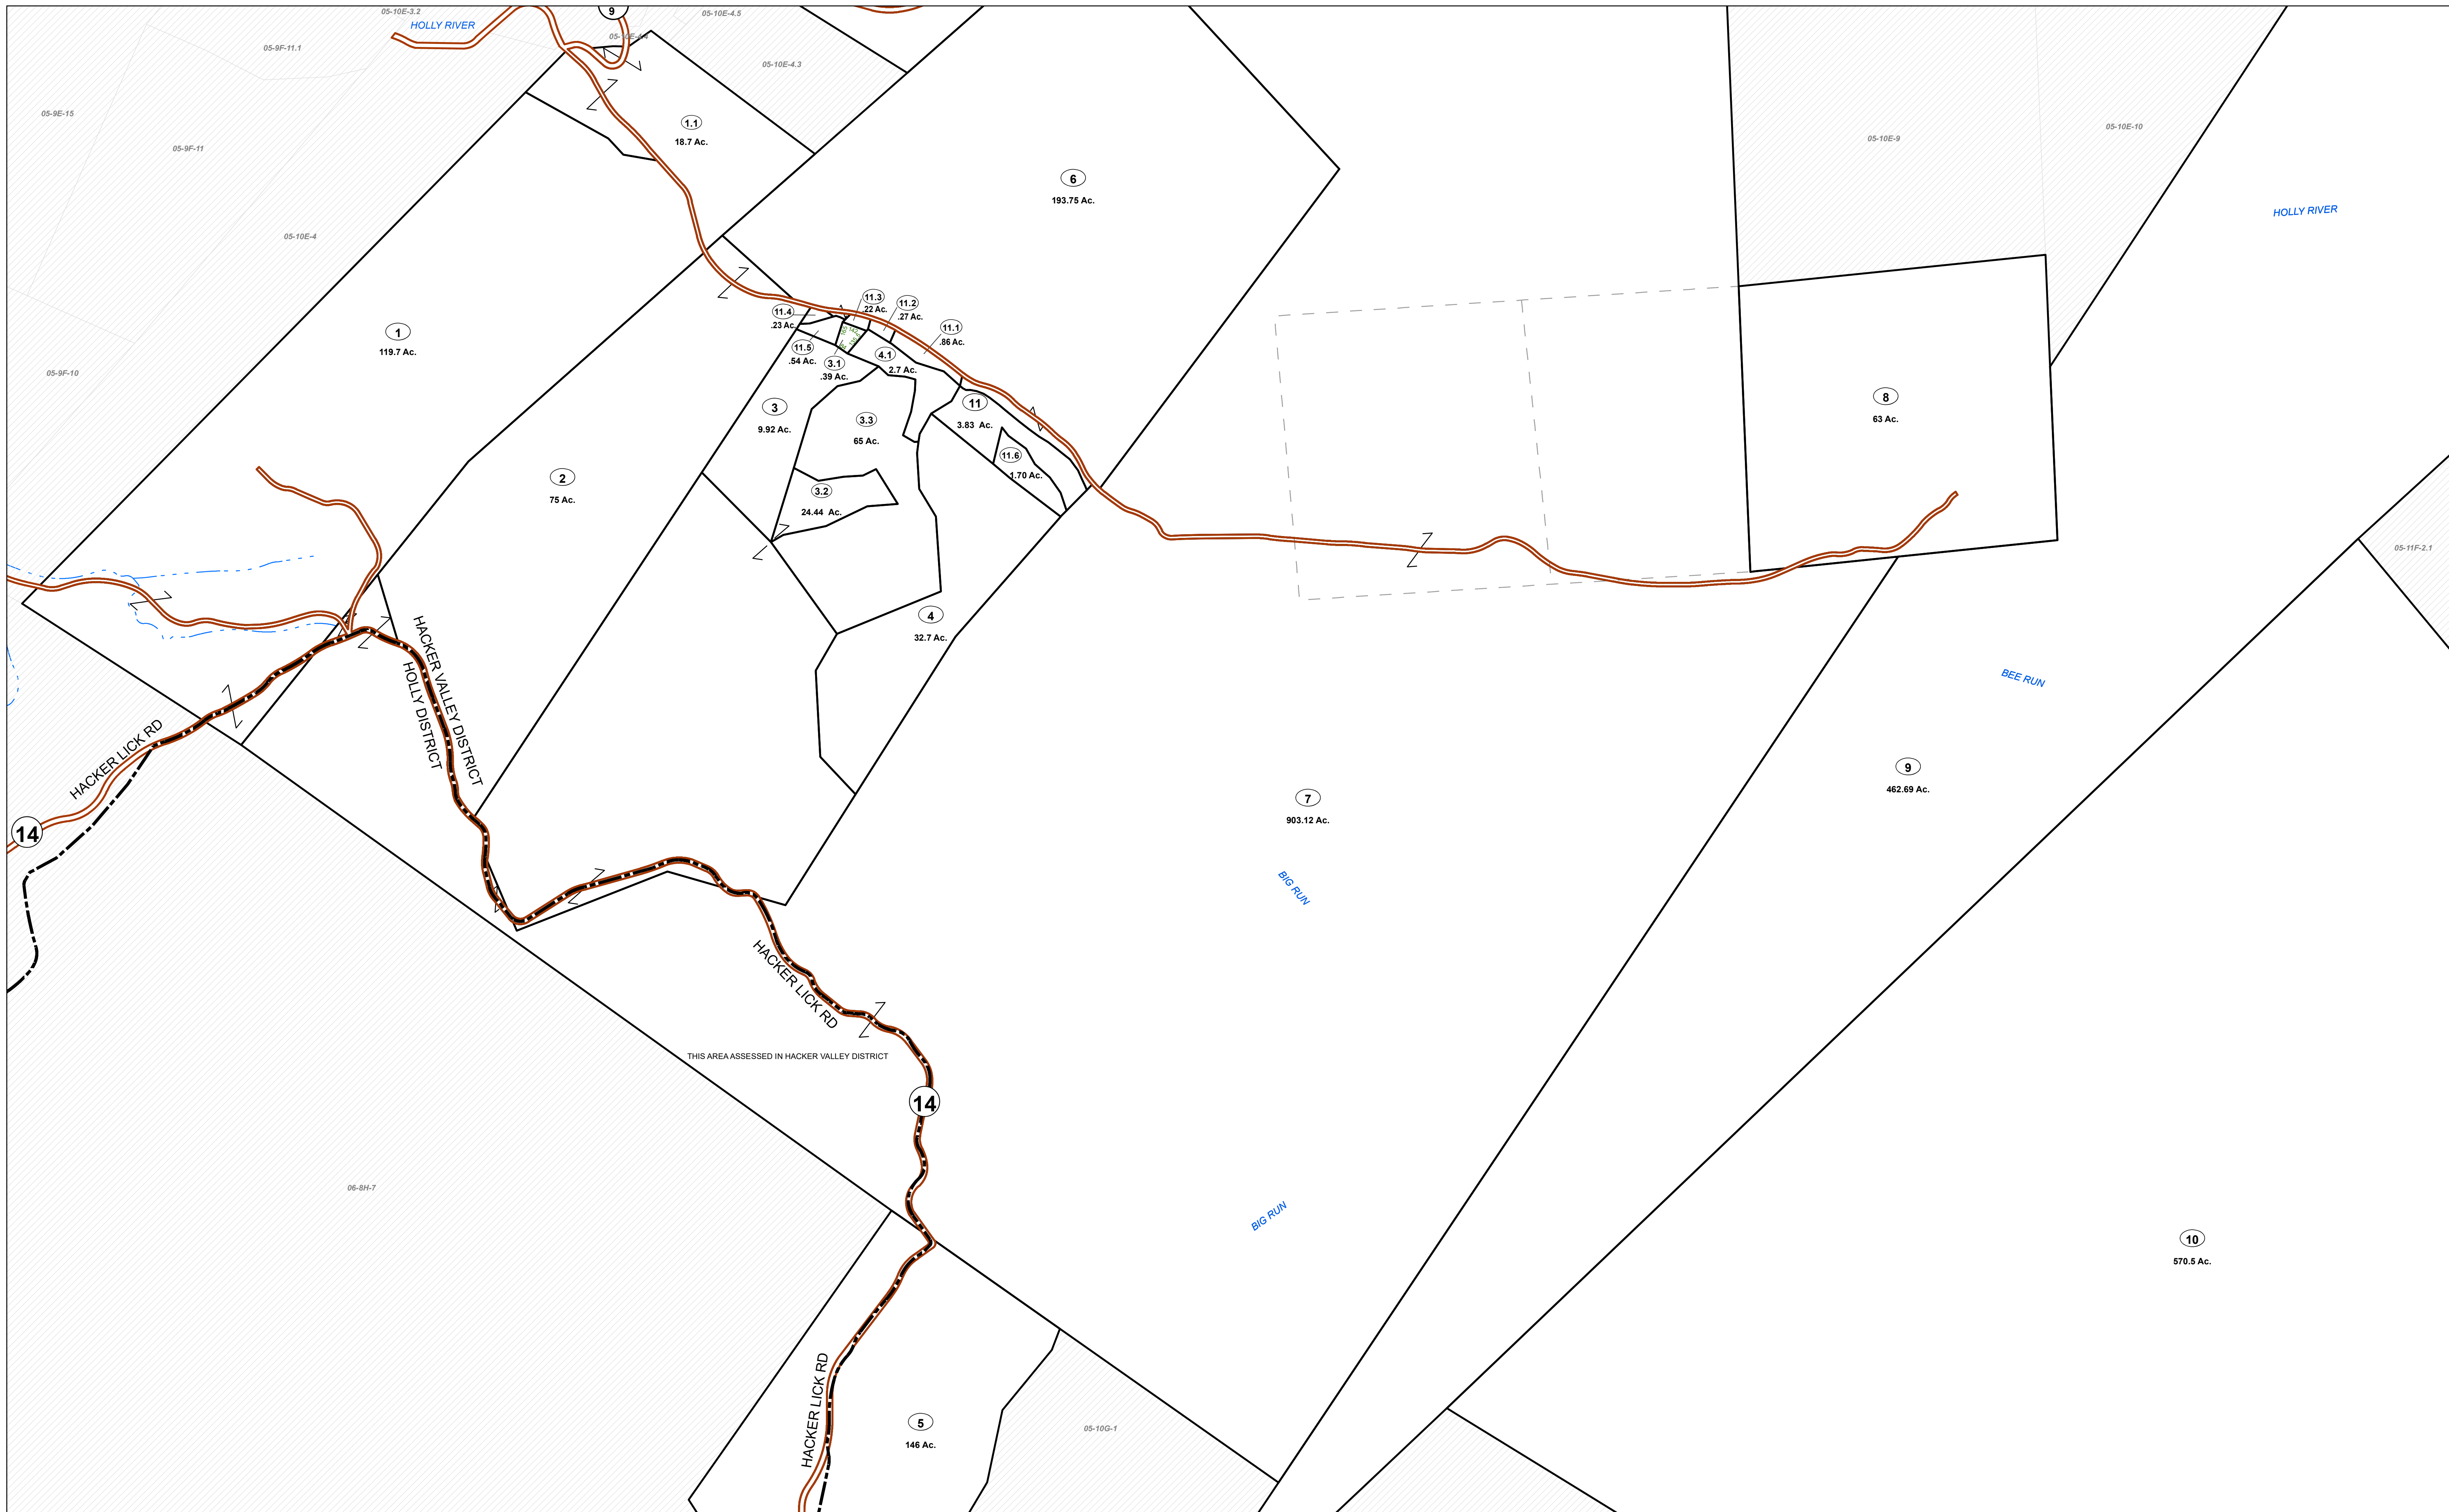 05-10E-3.2
HOLLY RIVER
9
05-10E-4.5
05-10E-4.4
05-9F-11.1
05-10E-4.3
05-9E-15
05-9F-11
1.1
18.7 Ac.
05-10E-9
05-10E-10
6
193.75 Ac.
HOLLY RIVER
05-10E-4
1
119.7 Ac.
05-9F-10
11.3
.22 Ac.
11.2
.27 Ac.
11.4
.23 Ac.
11.1
.86 Ac.
11.5
.54 Ac.
3.1
.39 Ac.
4.1
2.7 Ac.
3
9.92 Ac.
3.3
65 Ac.
11
3.83 Ac.
8
63 Ac.
11.6
1.70 Ac.
2
75 Ac.
3.2
24.44 Ac.
05-11F-2.1
4
32.7 Ac.
HACKER VALLEY DISTRICT
HOLLY DISTRICT
BEE RUN
HACKER LICK RD
14
7
903.12 Ac.
9
462.69 Ac.
BIG RUN
HACKER LICK RD
THIS AREA ASSESSED IN HACKER VALLEY DISTRICT
14
06-8H-7
BIG RUN
10
570.5 Ac.
HACKER LICK RD
5
146 Ac.
05-10G-1